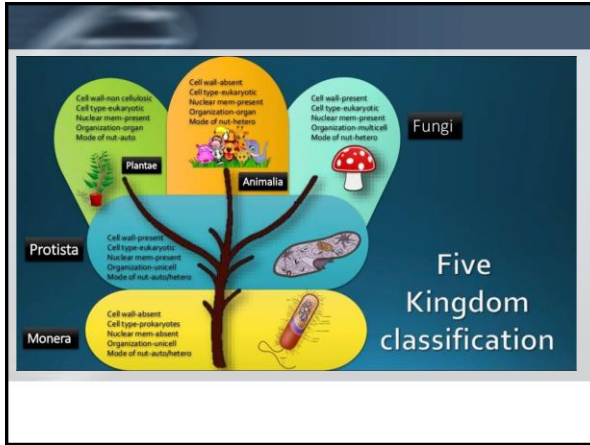 Cell wall-non cellulosic
Cell type-eukaryotic
Nuclear mem-present
Organization-organ
Mode of nut-auto
Plantae
Cell wall-absent
Cell type-eukaryotic
Nuclear mem-present
Organization-organ
Mode of nut-hetero
Animalia
Cell wall-present
Cell type-eukaryotic
Nuclear mem-present
Organization-multicell
Mode of nut-hetero
Fungi
Protista
Cell wall-present
Cell type-eukaryotic
Nuclear mem-present
Organization-unicell
Mode of nut-auto/hetero
Monera
Cell wall-absent
Cell type-prokaryotes
Nuclear mem-absent
Organization-unicell
Mode of nut-auto/hetero
Five
Kingdom
classification